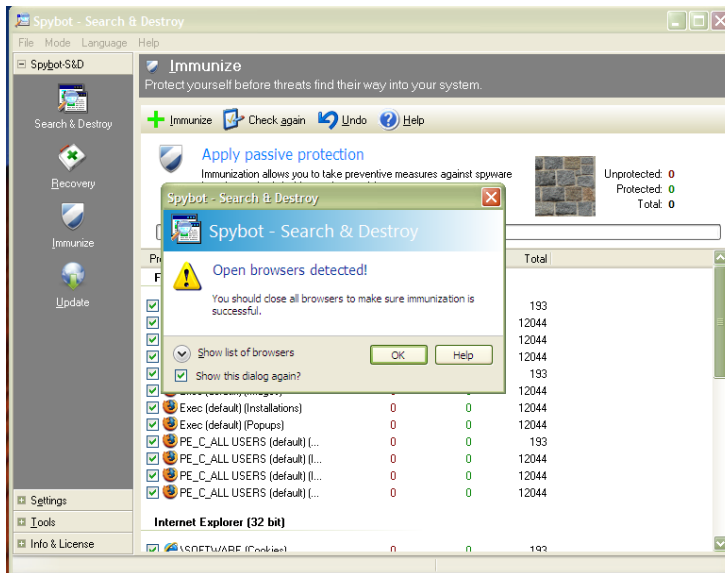 Spybot - Search & Destroy
File Mode Language Help
Spybot-S&D
Search & Destroy
Recovery
Immunize
Update
Settings
Tools
Info & License
Immunize
Protect yourself before threats find their way into your system.
Immunize Check again Undo Help
Apply passive protection
Immunization allows you to take preventive measures against spyware
Unprotected: 0
Protected: 0
Total: 0
Spybot - Search & Destroy
Spybot - Search & Destroy
Open browsers detected!
You should close all browsers to make sure immunization is
successful.
Show list of browsers OK Help
Show this dialog again?
Total
193
12044
12044
12044
193
12044
Exec (default) (Installations) 0 0 12044
Exec (default) (Popups) 0 0 12044
PE_C_ALL USERS (default) (... 0 0 193
PE_C_ALL USERS (default) (I... 0 0 12044
PE_C_ALL USERS (default) (I... 0 0 12044
PE_C_ALL USERS (default) (... 0 0 12044
Internet Explorer (32 bit)
\SOFTWARE (Cookies) 0 0 193